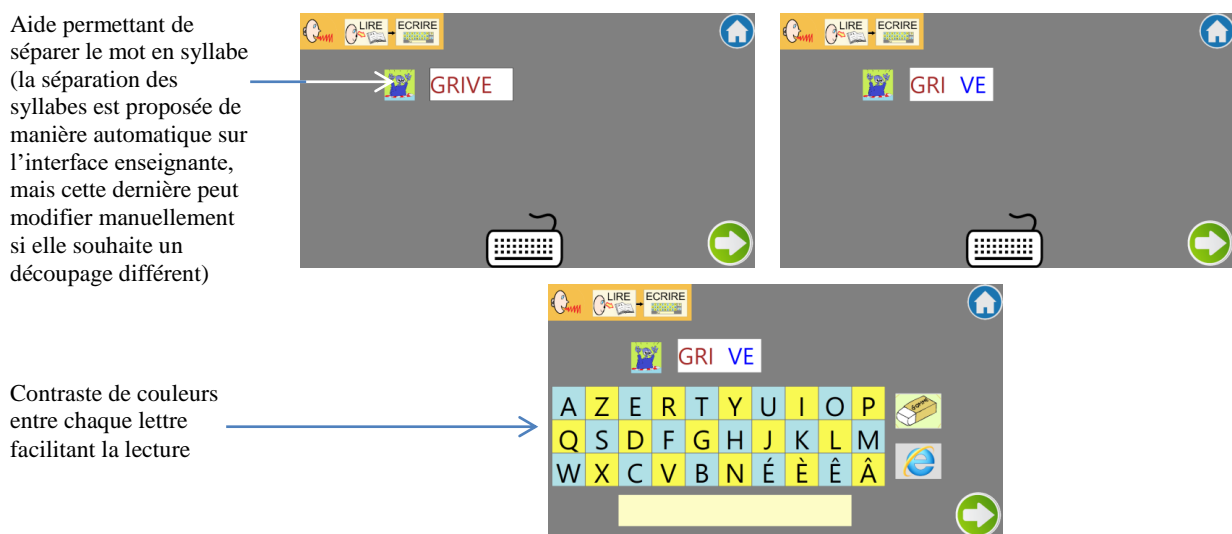 Aide permettant de
séparer le mot en syllabe
(la séparation des
syllabes est proposée de
manière automatique sur
l'interface enseignante,
mais cette dernière peut
modifier manuellement
si elle souhaite un
découpage différent)
LIRE ECRIRE
GRIVE
LIRE ECRIRE
GRI VE
Contraste de couleurs
entre chaque lettre
facilitant la lecture
LIRE ECRIRE
GRI VE
A Z E R T Y U I O P
Q S D F G H J K L M
W X C V B N É È Ê Â